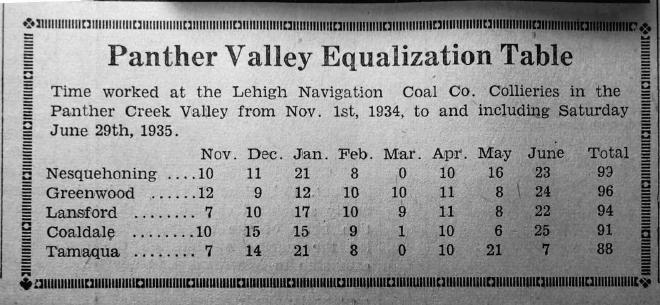 Panther Valley Equalization Table
Time worked at the Lehigh Navigation Coal Co. Collieries in the
Panther Creek Valley from Nov. 1st, 1934, to and including Saturday
June 29th, 1935.
Nov. Dec. Jan. Feb. Mar. Apr. May June Total
Nesquehoning ....10 11 21 8 0 10 16 23 99
Greenwood ......12 9 12 10 10 11 8 24 96
Lansford ........ 7 10 17 10 9 11 8 22 94
Coaldale ........10 15 15 9 1 10 6 25 91
Tamaqua ........ 7 14 21 8 0 10 21 7 88